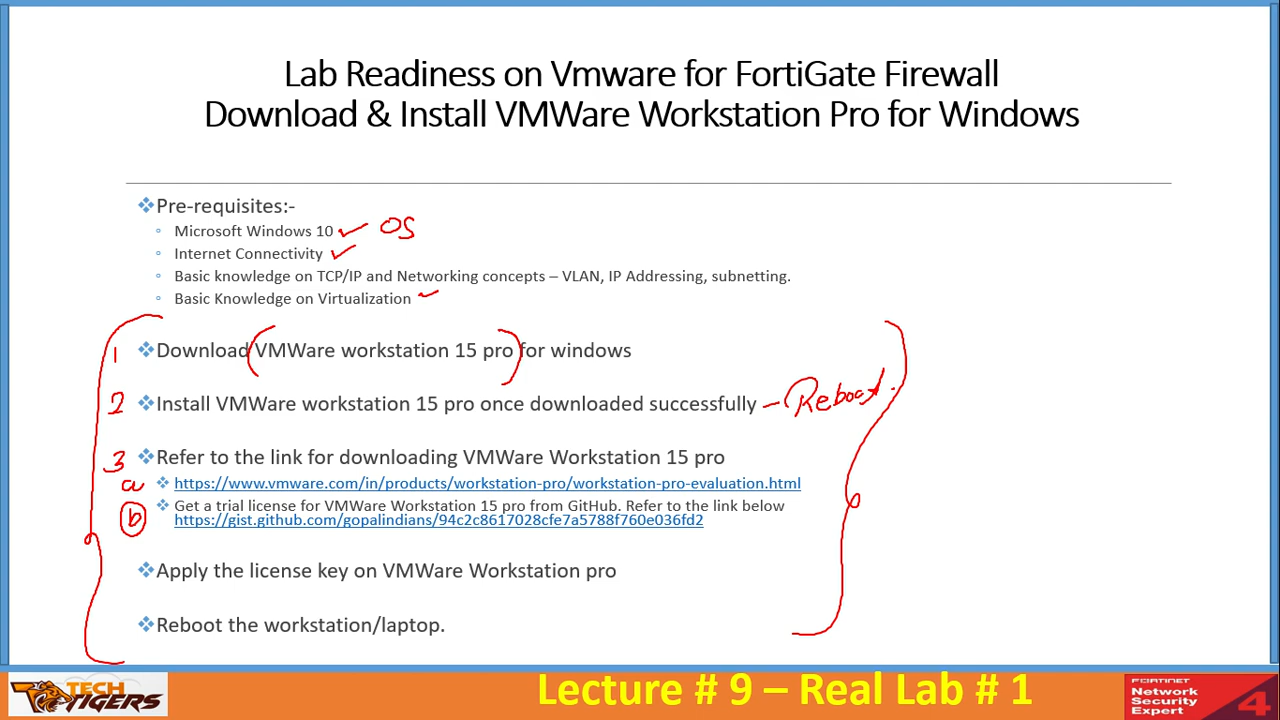 Lab Readiness on Vmware for FortiGate Firewall
Download & Install VMWare Workstation Pro for Windows
Pre-requisites:-
Microsoft Windows 10 OS
Internet Connectivity
Basic knowledge on TCP/IP and Networking concepts – VLAN, IP Addressing, subnetting.
Basic Knowledge on Virtualization
1 Download VMWare workstation 15 pro for windows
2 Install VMWare workstation 15 pro once downloaded successfully – Reboot.
3 Refer to the link for downloading VMWare Workstation 15 pro
a https://www.vmware.com/in/products/workstation-pro/workstation-pro-evaluation.html
b Get a trial license for VMWare Workstation 15 pro from GitHub. Refer to the link below
https://gist.github.com/gopalindians/94c2c8617028cfe7a5788f760e036fd2
Apply the license key on VMWare Workstation pro
Reboot the workstation/laptop.
TECH
TIGERS
Lecture # 9 – Real Lab # 1
FORTINET
Network
Security
Expert 4